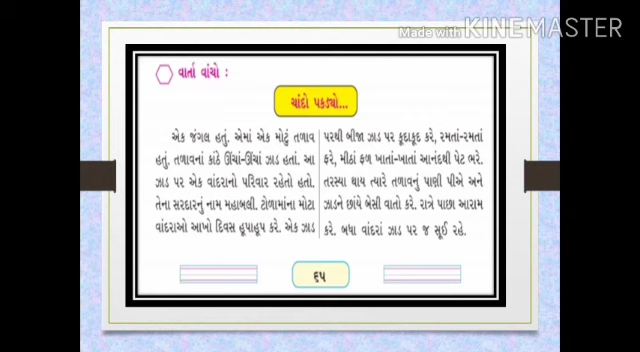 Made with KINEMASTER
વાર્તા વાંચો :
ચાંદો પકડ્યો...
એક જંગલ હતું. એમાં એક મોટું તળાવ
હતું. તળાવનાં કાંઠે ઊંચાં-ઊંચાં ઝાડ હતાં. આ
ઝાડ પર એક વાંદરાનો પરિવાર રહેતો હતો.
તેના સરદારનું નામ મહાબલી. ટોળામાંના મોટા
વાંદરાઓ આખો દિવસ હૂપાહૂપ કરે. એક ઝાડ
પરથી બીજા ઝાડ પર કૂદાકૂદ કરે, રમતાં-રમતાં
ફરે, મીઠાં ફળ ખાતાં-ખાતાં આનંદથી પેટ ભરે.
તરસ્યા થાય ત્યારે તળાવનું પાણી પીએ અને
ઝાડને છાંયે બેસી વાતો કરે. રાત્રે પાછા આરામ
કરે. બધા વાંદરાં ઝાડ પર જ સૂઈ રહે.
૬૫